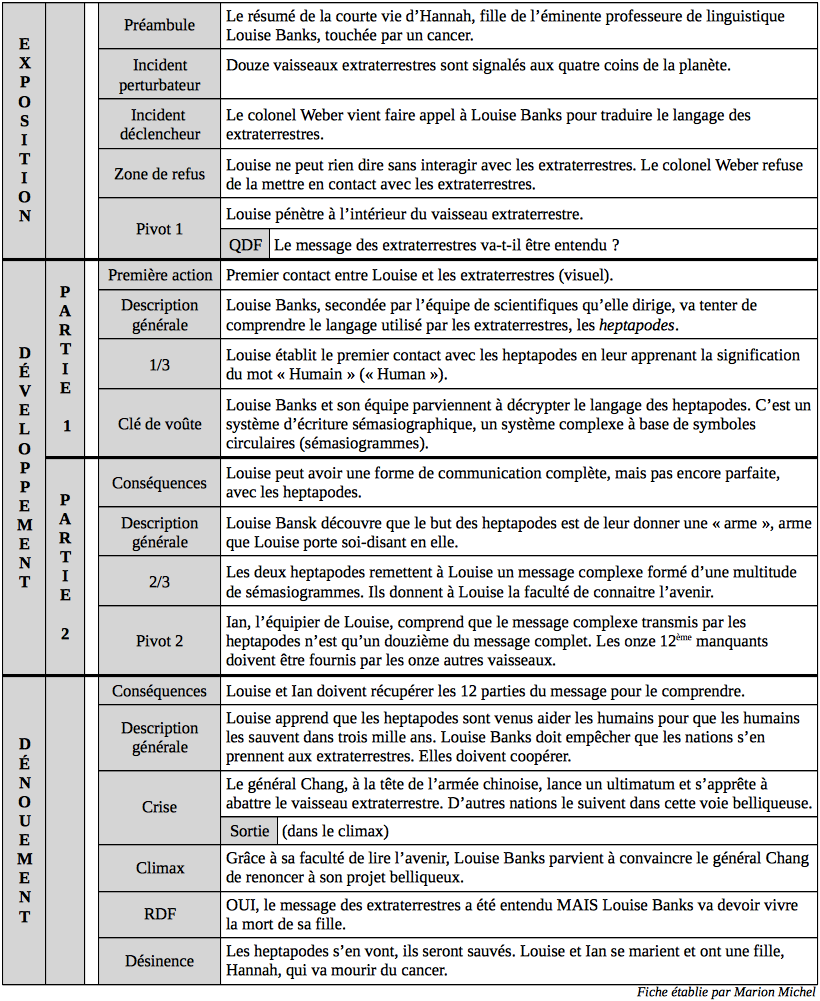 EXPOSITION
Préambule
Le résumé de la courte vie d’Hannah, fille de l’éminente professeure de linguistique
Louise Banks, touchée par un cancer.
Incident
perturbateur
Douze vaisseaux extraterrestres sont signalés aux quatre coins de la planète.
Incident
déclencheur
Le colonel Weber vient faire appel à Louise Banks pour traduire le langage des
extraterrestres.
Zone de refus
Louise ne peut rien dire sans interagir avec les extraterrestres. Le colonel Weber refuse
de la mettre en contact avec les extraterrestres.
Pivot 1
Louise pénètre à l’intérieur du vaisseau extraterrestre.
QDF
Le message des extraterrestres va-t-il être entendu ?
DÉVELOPPEMENT
PARTIE 1
Première action
Premier contact entre Louise et les extraterrestres (visuel).
Description
générale
Louise Banks, secondée par l’équipe de scientifiques qu’elle dirige, va tenter de
comprendre le langage utilisé par les extraterrestres, les heptapodes.
1/3
Louise établit le premier contact avec les heptapodes en leur apprenant la signification
du mot « Humain » (« Human »).
Clé de voûte
Louise Banks et son équipe parviennent à décrypter le langage des heptapodes. C’est un
système d’écriture sémasiographique, un système complexe à base de symboles
circulaires (sémasiogrammes).
PARTIE 2
Conséquences
Louise peut avoir une forme de communication complète, mais pas encore parfaite,
avec les heptapodes.
Description
générale
Louise Bansk découvre que le but des heptapodes est de leur donner une « arme », arme
que Louise porte soi-disant en elle.
2/3
Les deux heptapodes remettent à Louise un message complexe formé d’une multitude
de sémasiogrammes. Ils donnent à Louise la faculté de connaitre l’avenir.
Pivot 2
Ian, l’équipier de Louise, comprend que le message complexe transmis par les
heptapodes n’est qu’un douzième du message complet. Les onze 12ème manquants
doivent être fournis par les onze autres vaisseaux.
DÉNOUEMENT
Conséquences
Louise et Ian doivent récupérer les 12 parties du message pour le comprendre.
Description
générale
Louise apprend que les heptapodes sont venus aider les humains pour que les humains
les sauvent dans trois mille ans. Louise Banks doit empêcher que les nations s’en
prennent aux extraterrestres. Elles doivent coopérer.
Crise
Le général Chang, à la tête de l’armée chinoise, lance un ultimatum et s’apprête à
abattre le vaisseau extraterrestre. D’autres nations le suivent dans cette voie belliqueuse.
Sortie
(dans le climax)
Climax
Grâce à sa faculté de lire l’avenir, Louise Banks parvient à convaincre le général Chang
de renoncer à son projet belliqueux.
RDF
OUI, le message des extraterrestres a été entendu MAIS Louise Banks va devoir vivre
la mort de sa fille.
Désinence
Les heptapodes s’en vont, ils seront sauvés. Louise et Ian se marient et ont une fille,
Hannah, qui va mourir du cancer.
Fiche établie par Marion Michel